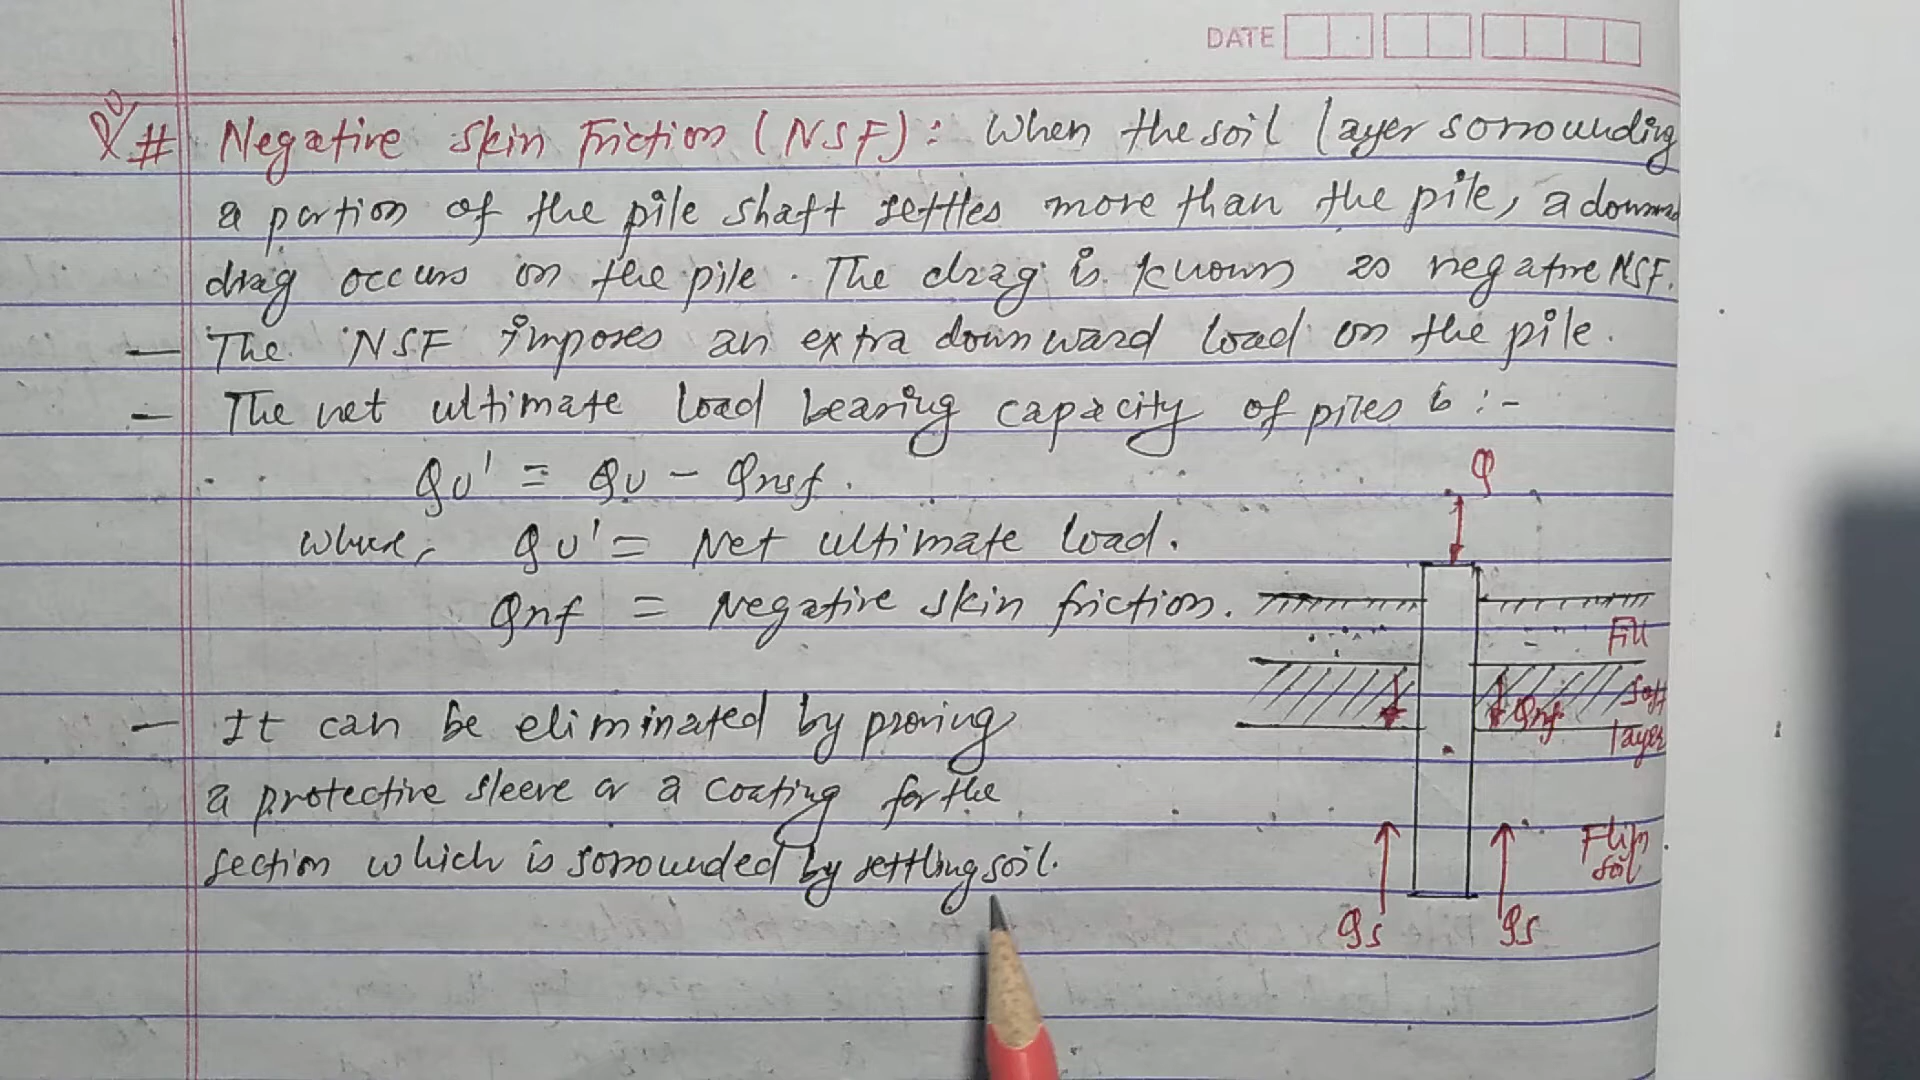 DATE
# Negative Skin Friction (NSF) : When the soil layer sorrounding
a portion of the pile shaft settles more than the pile, a downward
drag occurs on the pile. The drag is known as negative NSF.
— The NSF imposes an extra downward load on the pile.
— The net ultimate load bearing capacity of piles is :-
Qu' = Qu - Qnsf.
where, Qu' = Net ultimate load.
Qnf = Negative skin friction.
— It can be eliminated by proving
a protective sleeve or a coating for the
section which is sorrounded by settling soil.
Q
Fill
Soft
Qnf
layer
soil
Qs Qs